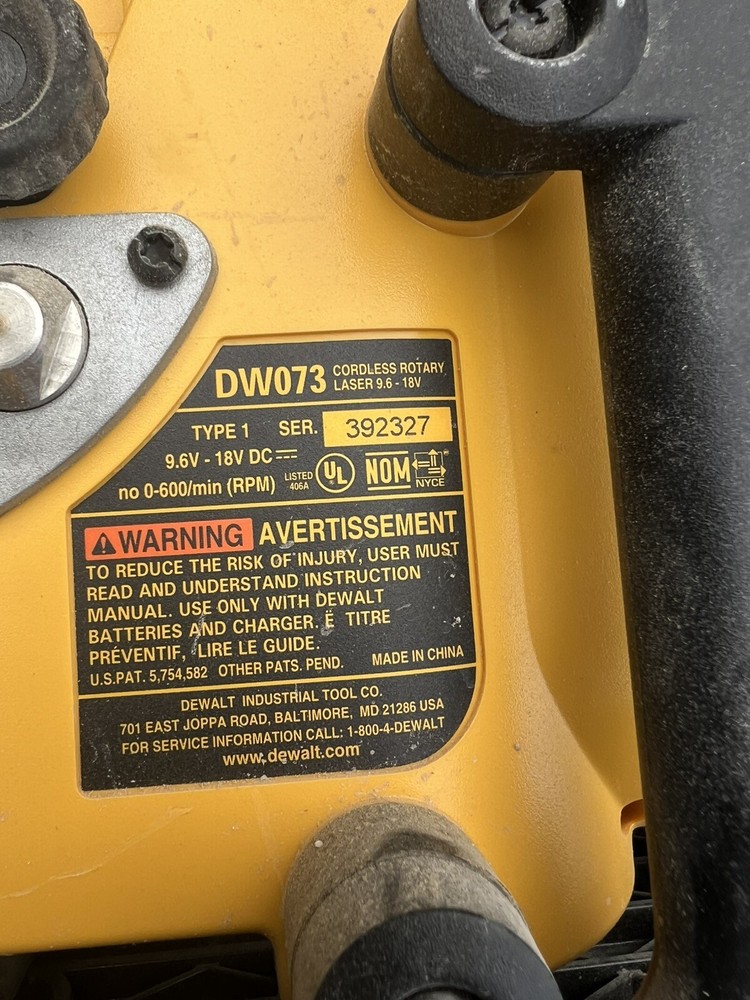 DW073 CORDLESS ROTARY
LASER 9.6 - 18V
TYPE 1 SER. 392327
9.6V - 18V DC
no 0-600/min (RPM) LISTED
406A
UL
NOM
NYCE
WARNING AVERTISSEMENT
TO REDUCE THE RISK OF INJURY, USER MUST
READ AND UNDERSTAND INSTRUCTION
MANUAL. USE ONLY WITH DEWALT
BATTERIES AND CHARGER. Ë TITRE
PRÉVENTIF, LIRE LE GUIDE.
U.S.PAT. 5,754,582 OTHER PATS. PEND. MADE IN CHINA
DEWALT INDUSTRIAL TOOL CO.
701 EAST JOPPA ROAD, BALTIMORE, MD 21286 USA
FOR SERVICE INFORMATION CALL: 1-800-4-DEWALT
www.dewalt.com